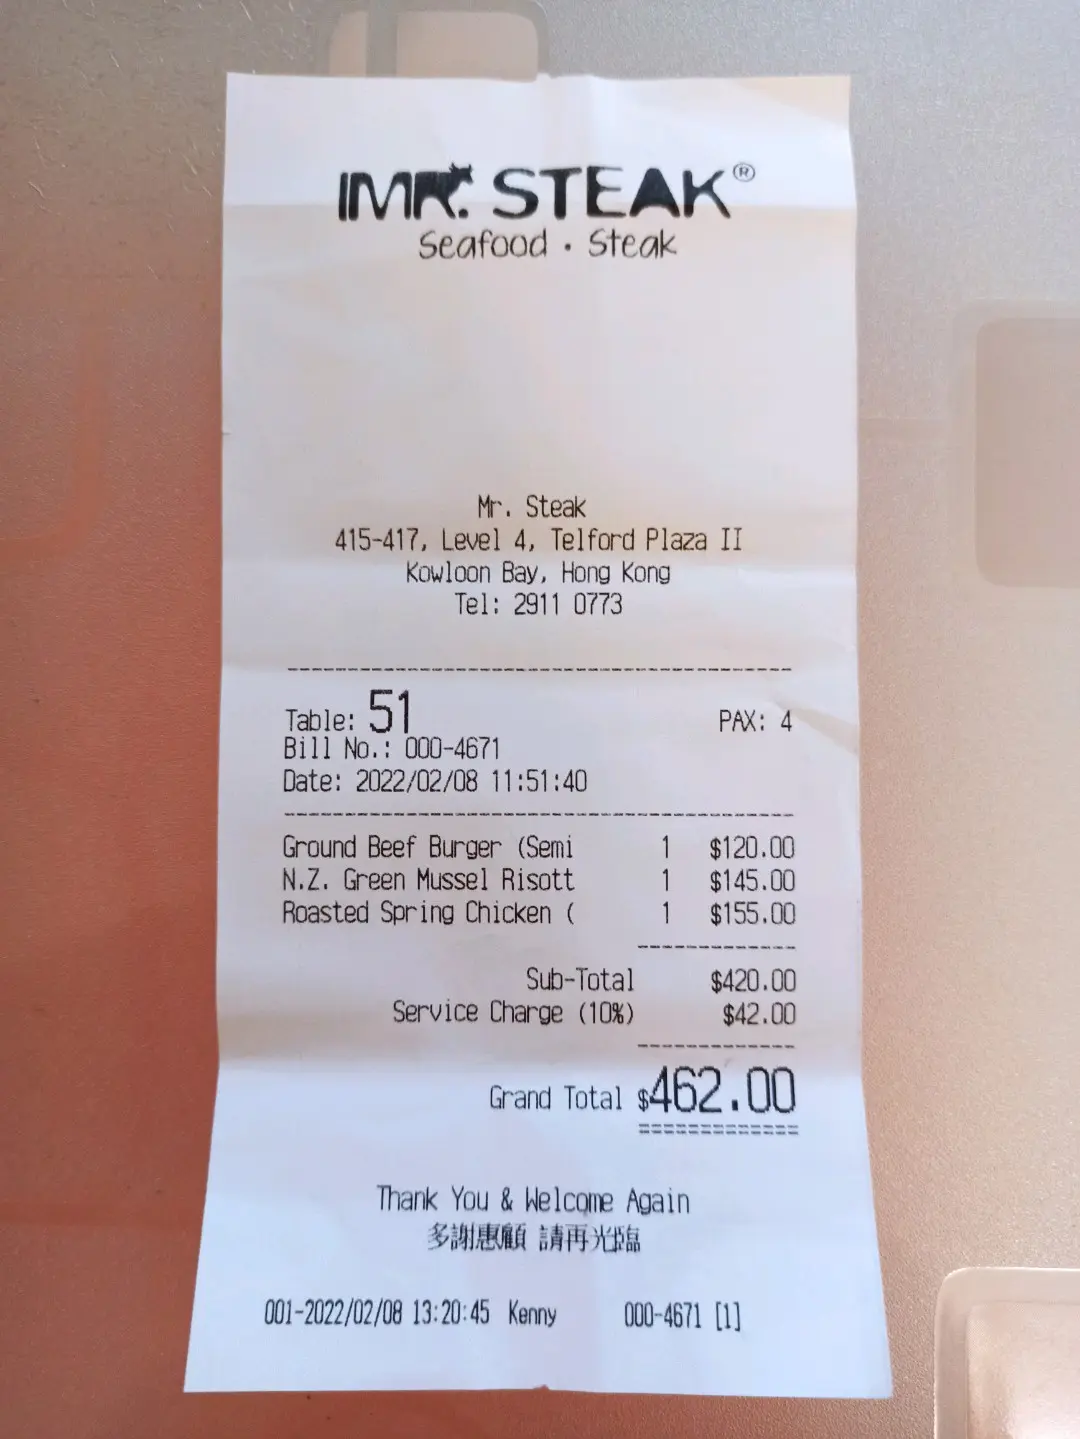 MR. STEAK®
Seafood · Steak
Mr. Steak
415-417, Level 4, Telford Plaza II
Kowloon Bay, Hong Kong
Tel: 2911 0773
Table: 51 PAX: 4
Bill No.: 000-4671
Date: 2022/02/08 11:51:40
Ground Beef Burger (Semi 1 $120.00
N.Z. Green Mussel Risott 1 $145.00
Roasted Spring Chicken ( 1 $155.00
Sub-Total $420.00
Service Charge (10%) $42.00
Grand Total $462.00
Thank You & Welcome Again
多謝惠顧 請再光臨
001-2022/02/08 13:20:45 Kenny 000-4671 [1]